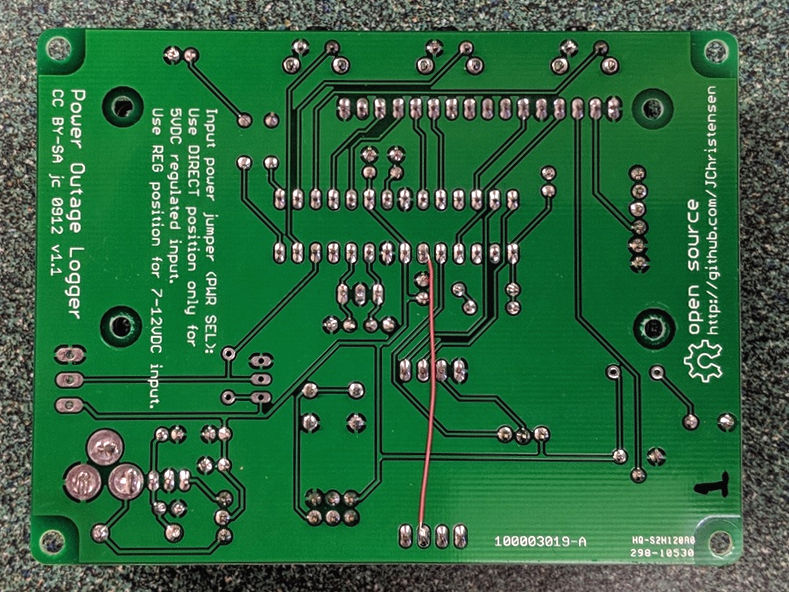 Power Outage Logger
CC BY-SA jc 0912 v1.1
Input power jumper (PWR SEL):
Use DIRECT position only for
5VDC regulated input.
Use REG position for 7-12VDC input.
open source
http://github.com/JChristensen
1
100003019-A
HQ-S2M120A0
298-10530